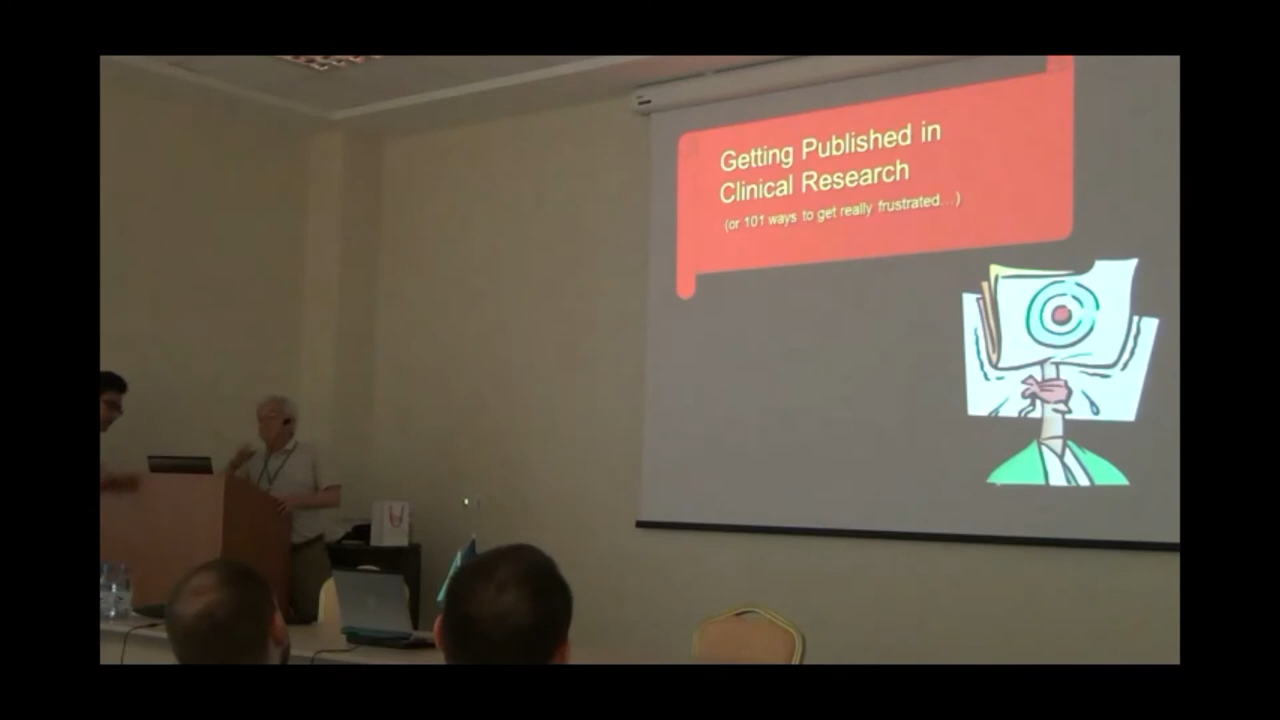 Getting Published in
Clinical Research
(or 101 ways to get really frustrated...)